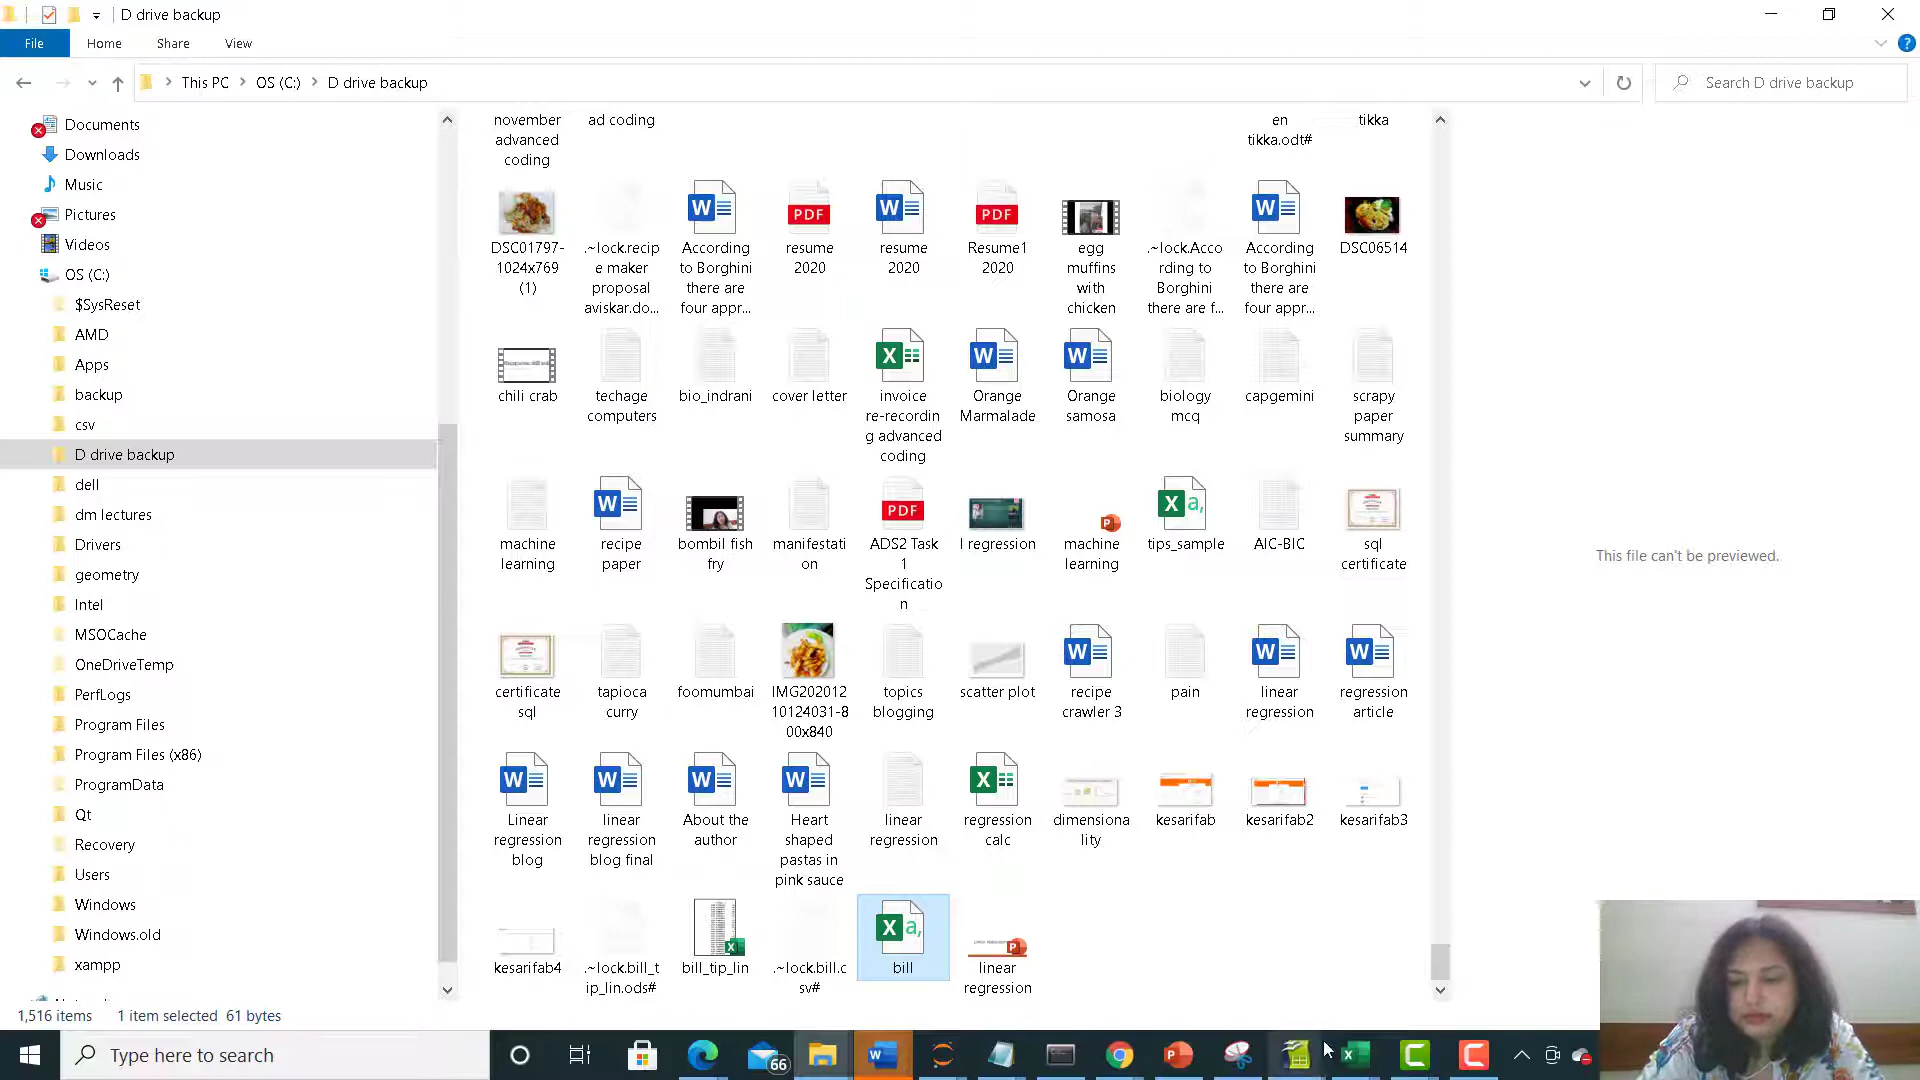 D drive backup
File Home Share View
This PC OS (C:) D drive backup
Search D drive backup
Documents
Downloads
Music
Pictures
Videos
OS (C:)
$SysReset
AMD
Apps
backup
csv
D drive backup
dell
dm lectures
Drivers
geometry
Intel
MSOCache
OneDriveTemp
PerfLogs
Program Files
Program Files (x86)
ProgramData
Qt
Recovery
Users
Windows
Windows.old
xampp
november
advanced
coding
ad coding
en
tikka.odt#
tikka
DSC01797-
1024x769
(1)
.~lock.recip
e maker
proposal
aviskar.do...
According
to Borghini
there are
four appr...
resume
2020
resume
2020
Resume1
2020
egg
muffins
with
chicken
.~lock.Acco
rding to
Borghini
there are f...
According
to Borghini
there are
four appr...
DSC06514
chili crab
techage
computers
bio_indrani
cover letter
invoice
re-recordin
g advanced
coding
Orange
Marmalade
Orange
samosa
biology
mcq
capgemini
scrapy
paper
summary
machine
learning
recipe
paper
bombil fish
fry
manifestati
on
ADS2 Task
1
Specificatio
n
l regression
machine
learning
tips_sample
AIC-BIC
sql
certificate
certificate
sql
tapioca
curry
foomumbai
IMG202012
10124031-8
00x840
topics
blogging
scatter plot
recipe
crawler 3
pain
linear
regression
regression
article
Linear
regression
blog
linear
regression
blog final
About the
author
Heart
shaped
pastas in
pink sauce
linear
regression
regression
calc
dimensiona
lity
kesarifab
kesarifab2
kesarifab3
kesarifab4
.~lock.bill_t
ip_lin.ods#
bill_tip_lin
.~lock.bill.c
sv#
bill
linear
regression
This file can't be previewed.
1,516 items 1 item selected 61 bytes
Type here to search
66